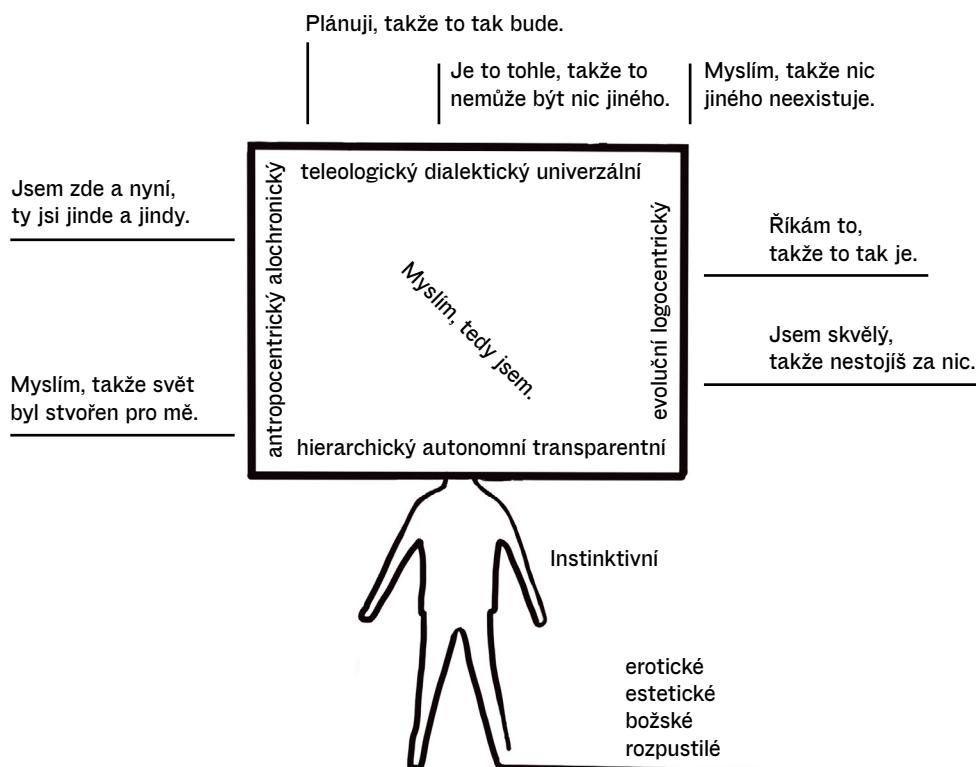 Plánuji, takže to tak bude.
Je to tohle, takže to
nemůže být nic jiného.
Myslím, takže nic
jiného neexistuje.
Jsem zde a nyní,
ty jsi jinde a jindy.
Myslím, takže svět
byl stvořen pro mě.
antropocentrický alochronický
teleologický dialektický univerzální
Myslím, tedy jsem.
evoluční logocentrický
hierarchický autonomní transparentní
Říkám to,
takže to tak je.
Jsem skvělý,
takže nestojíš za nic.
Instinktivní
erotické
estetické
božské
rozpustilé